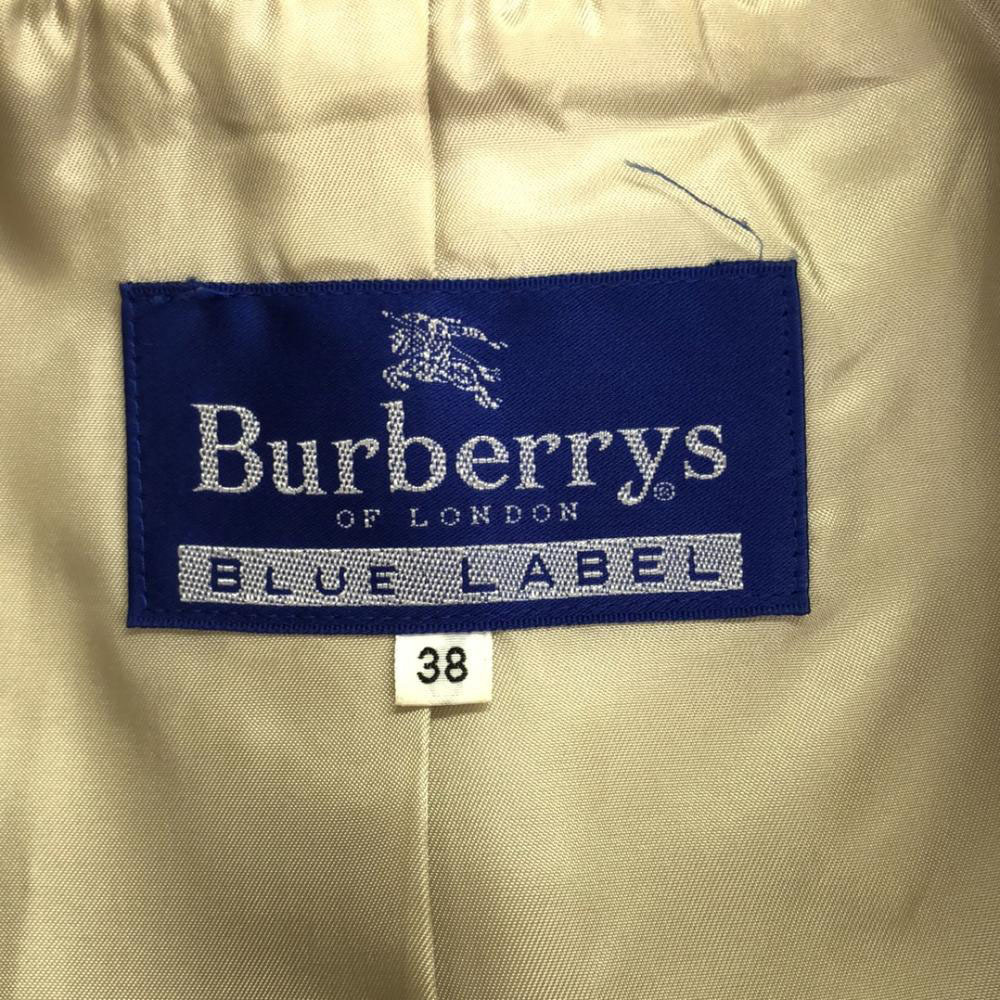 Burberrys®
OF LONDON
BLUE LABEL
38